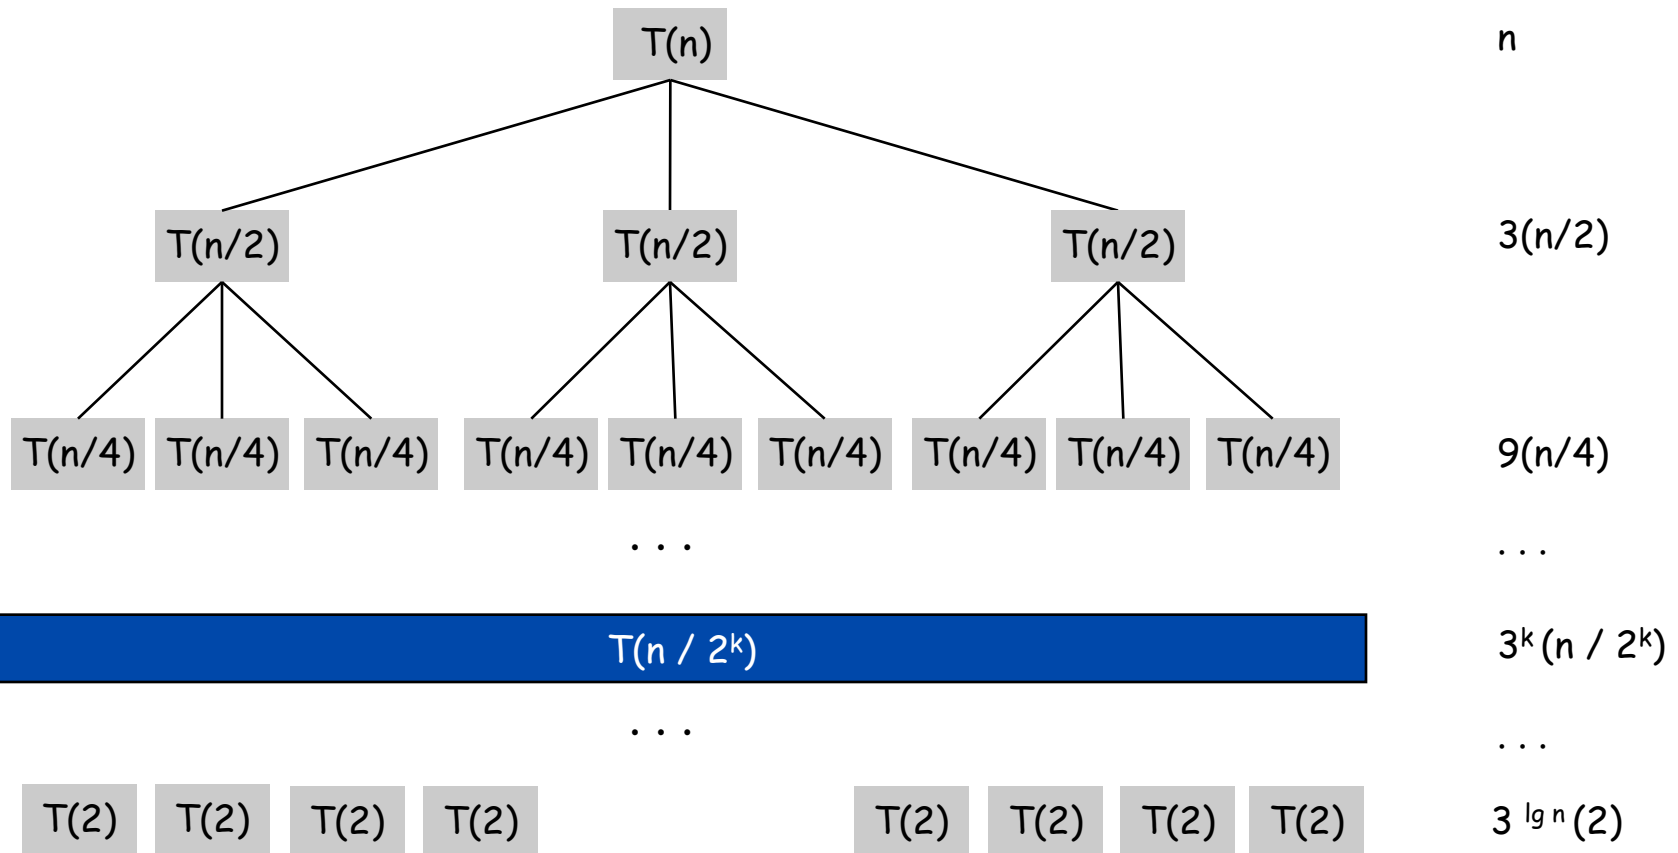 T(n) n
T(n/2) T(n/2) T(n/2) 3(n/2)
T(n/4) T(n/4) T(n/4) T(n/4) T(n/4) T(n/4) T(n/4) T(n/4) T(n/4) 9(n/4)
. . . . . .
T(n / 2ᵏ) 3ᵏ (n / 2ᵏ)
. . . . . .
T(2) T(2) T(2) T(2) T(2) T(2) T(2) T(2) 3 ˡᵍ ⁿ (2)